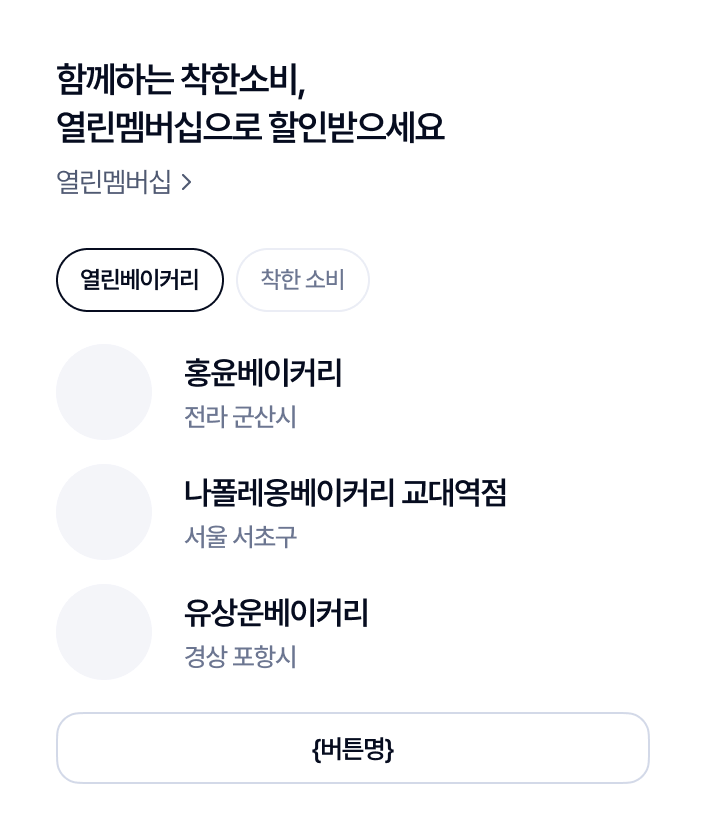 함께하는 착한소비,
열린멤버십으로 할인받으세요
열린멤버십 >
열린베이커리 착한 소비
홍윤베이커리
전라 군산시
나폴레옹베이커리 교대역점
서울 서초구
유상운베이커리
경상 포항시
{버튼명}